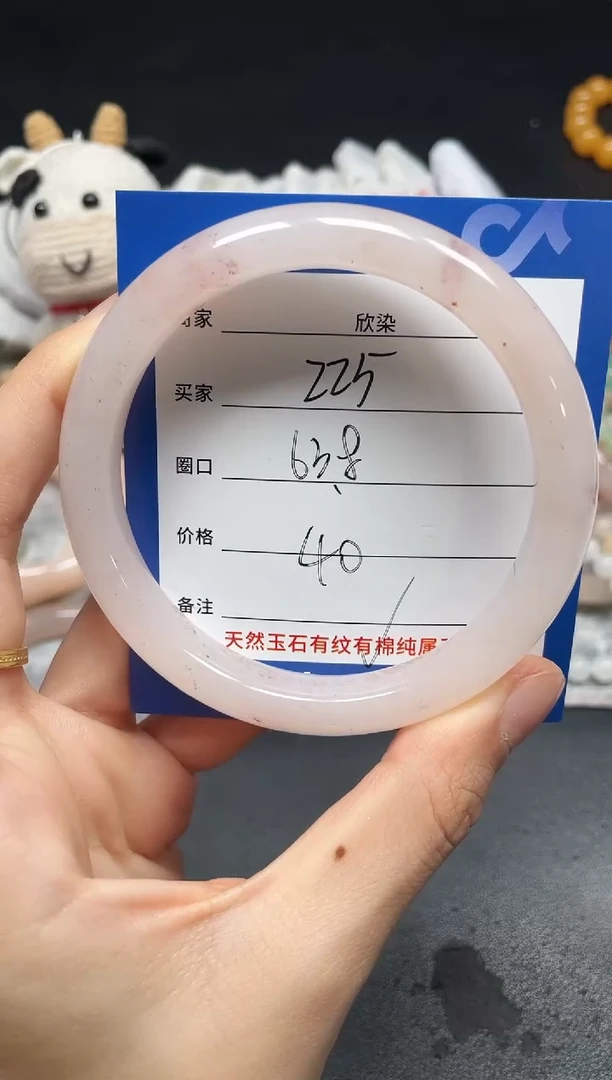 家 欣染
买家 225
圈口 63.8
价格 40
备注
天然玉石有纹有棉纯属